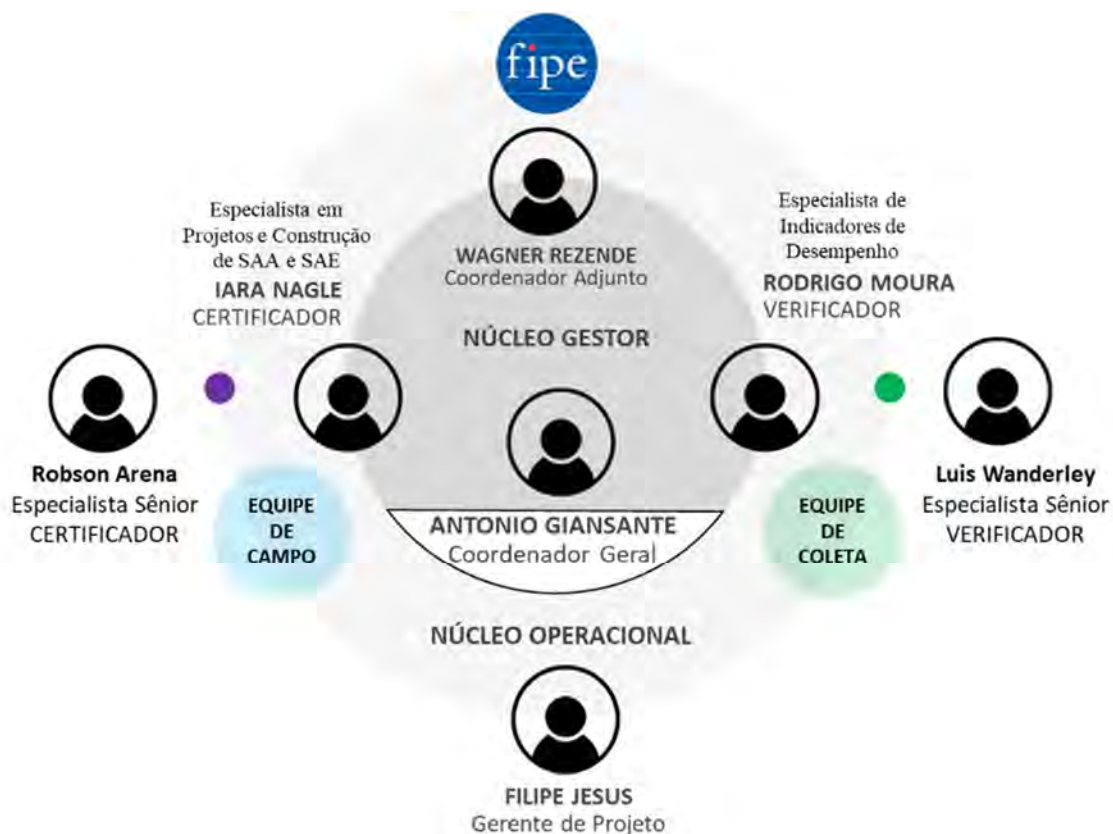 fipe
Especialista em
Projetos e Construção
de SAA e SAE
IARA NAGLE
CERTIFICADOR
WAGNER REZENDE
Coordenador Adjunto
Especialista de
Indicadores de
Desempenho
RODRIGO MOURA
VERIFICADOR
NÚCLEO GESTOR
Robson Arena
Especialista Sênior
CERTIFICADOR
EQUIPE
DE
CAMPO
ANTONIO GIANSANTE
Coordenador Geral
EQUIPE
DE
COLETA
Luis Wanderley
Especialista Sênior
VERIFICADOR
NÚCLEO OPERACIONAL
FILIPE JESUS
Gerente de Projeto